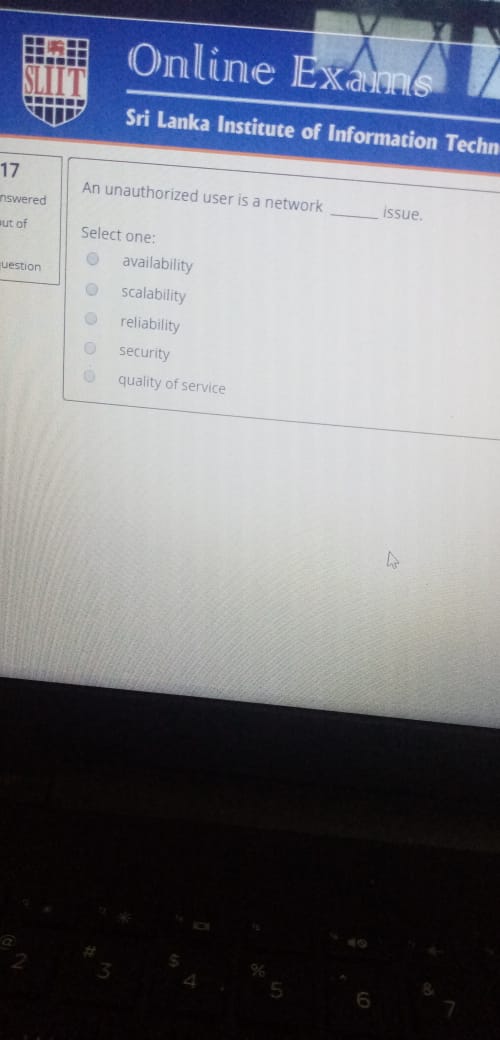 SLIIT
Online Exams
Sri Lanka Institute of Information Techn
17
nswered
out of
uestion
An unauthorized user is a network ______ issue.
Select one:
availability
scalability
reliability
security
quality of service
@ # $ % ^ &
2 3 4 5 6 7